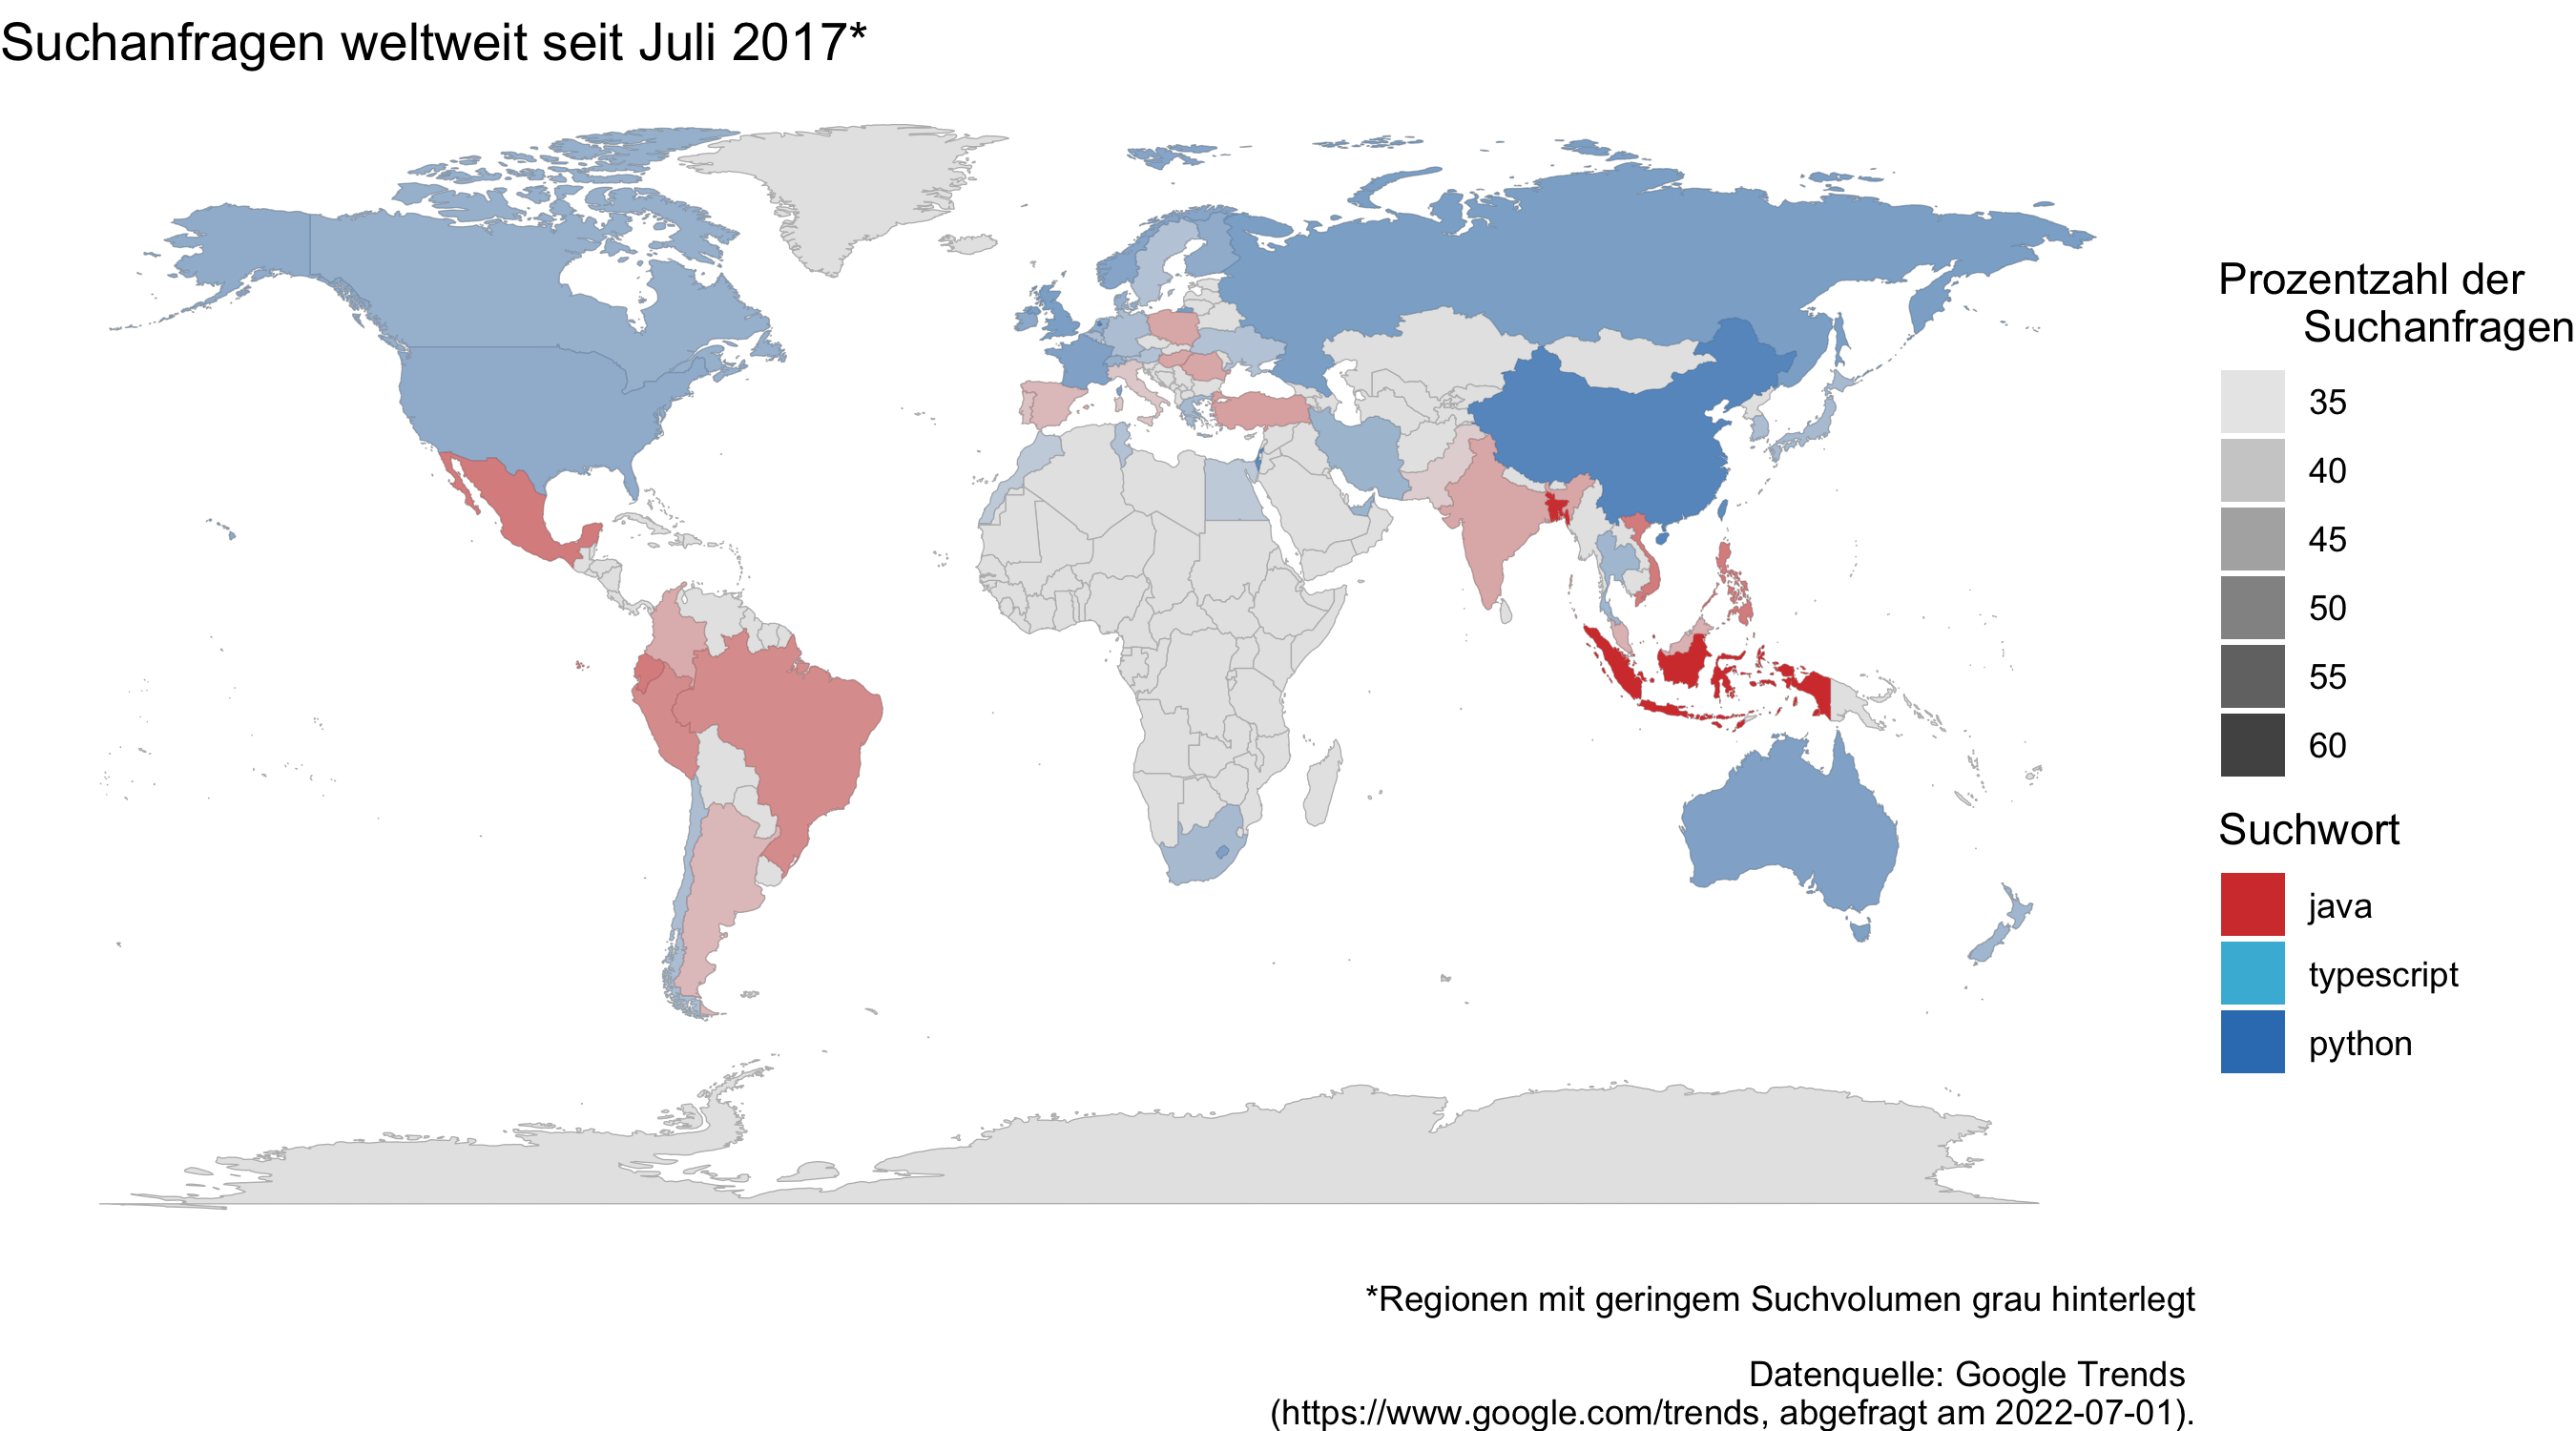 Suchanfragen weltweit seit Juli 2017*
Prozentzahl der
Suchanfragen
35
40
45
50
55
60
Suchwort
java
typescript
python
*Regionen mit geringem Suchvolumen grau hinterlegt
Datenquelle: Google Trends
(https://www.google.com/trends, abgefragt am 2022-07-01).